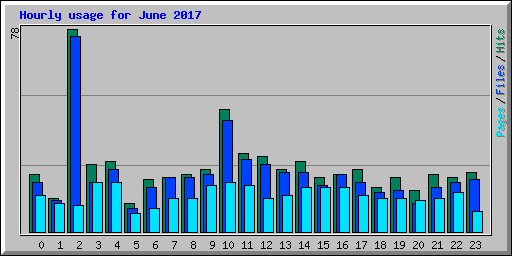 Hourly usage for June 2017
78
Pages/Files/Hits
0 1 2 3 4 5 6 7 8 9 10 11 12 13 14 15 16 17 18 19 20 21 22 23